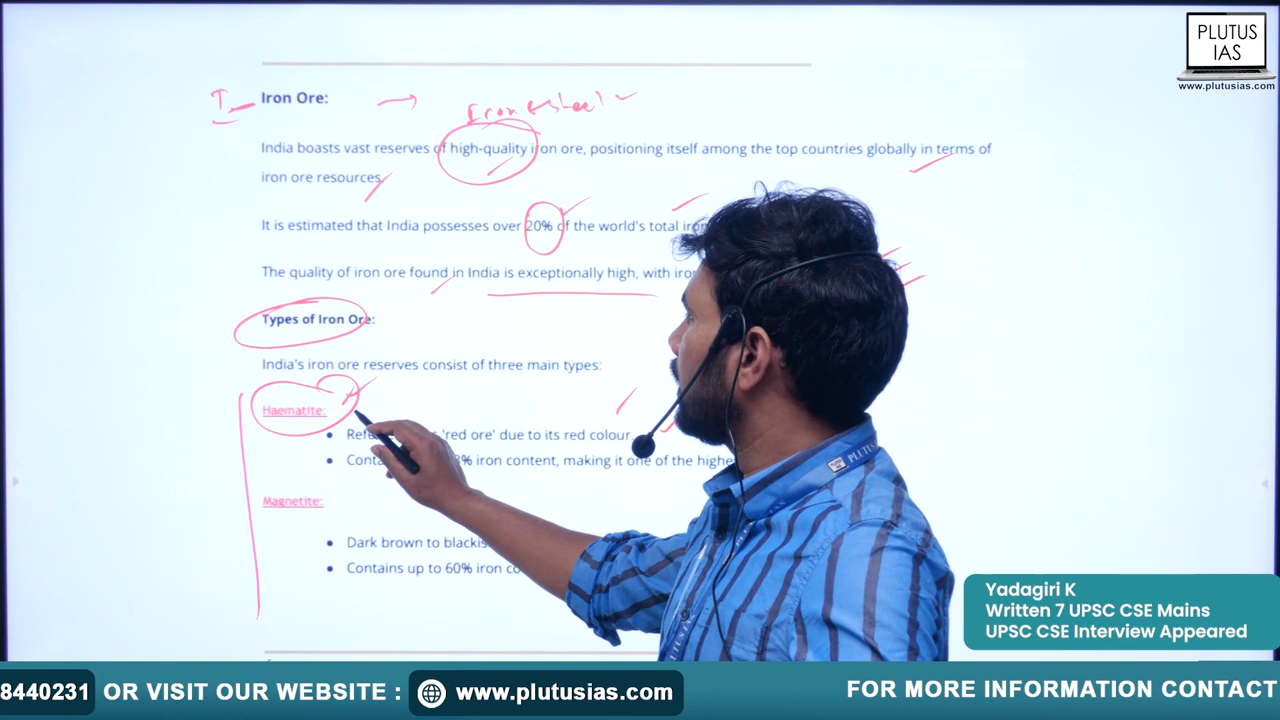 PLUTUS
IAS
www.plutusias.com
I
Iron Ore:
Iron & steel
India boasts vast reserves of high-quality iron ore, positioning itself among the top countries globally in terms of
iron ore resources.
It is estimated that India possesses over 20% of the world's total iron
The quality of iron ore found in India is exceptionally high, with iron
Types of Iron Ore:
India's iron ore reserves consist of three main types:
Haematite:
• 'red ore' due to its red colour.
• % iron content, making it one of the
Magnetite:
• Dark brown to
• Contains up to 60% iron
PLUTUS
Yadagiri K
Written 7 UPSC CSE Mains
UPSC CSE Interview Appeared
8440231 OR VISIT OUR WEBSITE : www.plutusias.com FOR MORE INFORMATION CONTACT